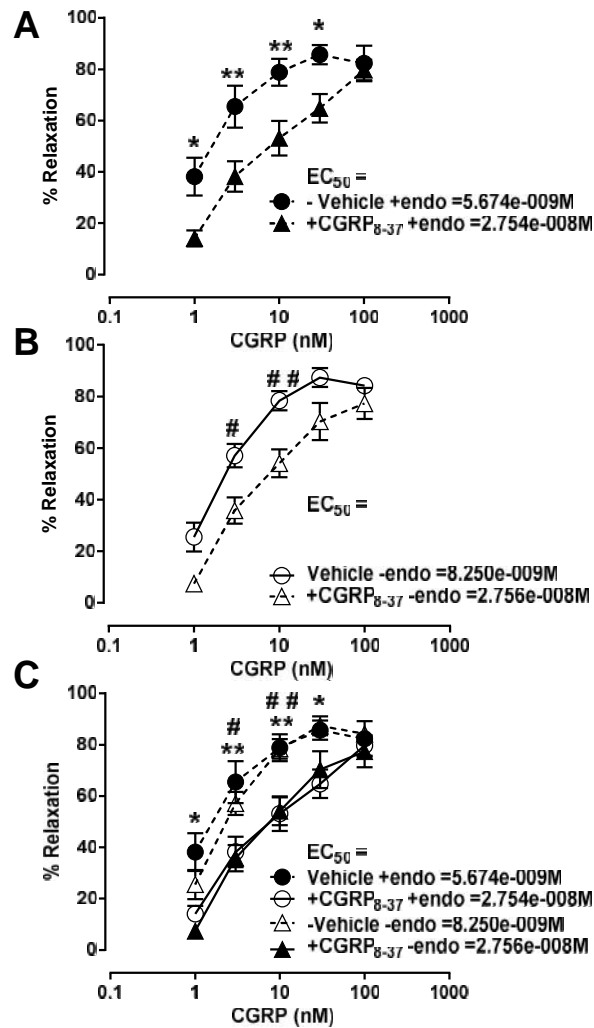 A
100
80
60
40
20
0
% Relaxation
*
**
**
*
EC50 =
- Vehicle +endo =5.674e-009M
+CGRP8-37 +endo =2.754e-008M
0.1
1
10
100
1000
CGRP (nM)
B
100
80
60
40
20
0
% Relaxation
#
# #
EC50 =
Vehicle -endo =8.250e-009M
+CGRP8-37 -endo =2.756e-008M
0.1
1
10
100
1000
CGRP (nM)
C
100
80
60
40
20
0
% Relaxation
*
#
**
# #
**
*
EC50 =
Vehicle +endo =5.674e-009M
+CGRP8-37 +endo =2.754e-008M
-Vehicle -endo =8.250e-009M
+CGRP8-37 -endo =2.756e-008M
0.1
1
10
100
1000
CGRP (nM)